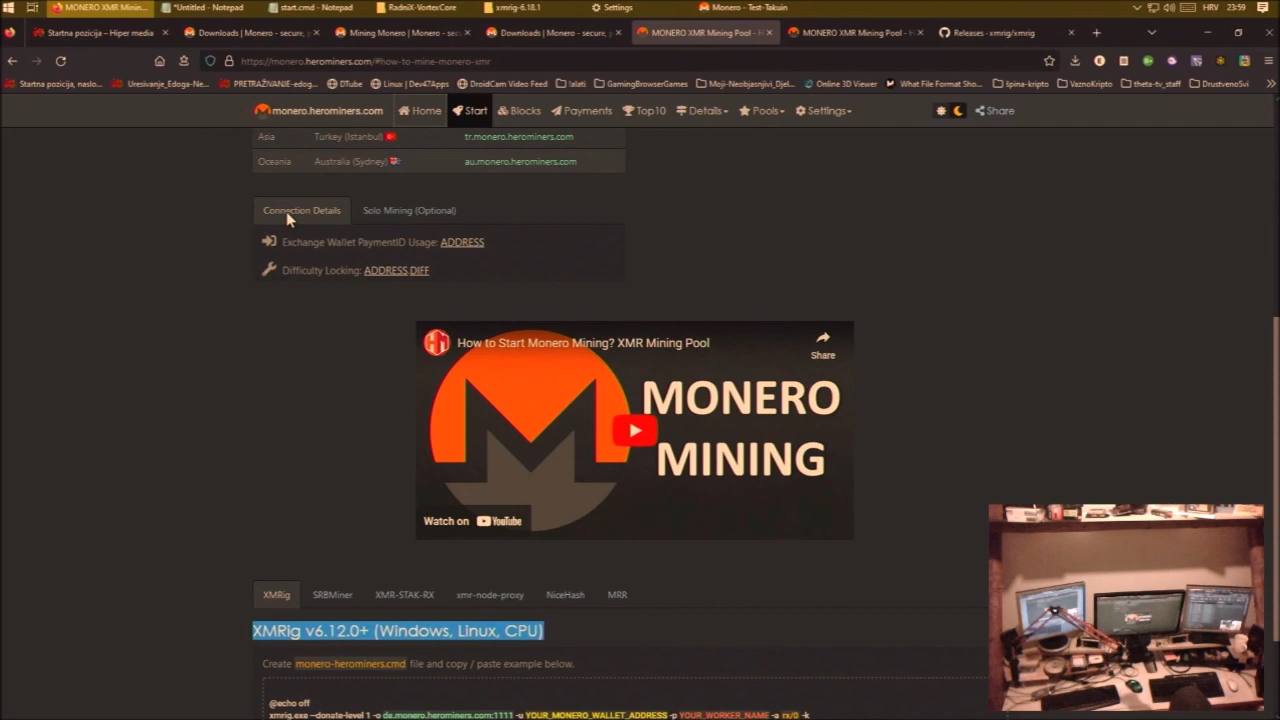 MONERO XMR Minin...
*Untitled - Notepad
start.cmd - Notepad
RadniX-VortexCore
xmrig-6.18.1
Settings
Monero - Test-Takuin
HRV
23:59
Startna pozicija – Hiper media
Downloads | Monero - secure, p
Mining Monero | Monero - sec
Downloads | Monero - secure, p
MONERO XMR Mining Pool - H
MONERO XMR Mining Pool - H
Releases - xmrig/xmrig
https://monero.herominers.com/#how-to-mine-monero-xmr
Startna pozicija, naslo...
Uresivanje_Edoga-Ne...
PRETRAŽIVANJE-edog...
DTube
Linux | Dev47Apps
DroidCam Video Feed
!alati
GamingBrowserGames
Moji-Neobjasnjivi_Djel...
Online 3D Viewer
What File Format Sho...
!spina-kripto
VaznoKripto
theta-tv_staff
DrustveniSvi
monero.herominers.com
Home
Start
Blocks
Payments
Top10
Details
Pools
Settings
Share
Asia Turkey (Istanbul) tr.monero.herominers.com
Oceania Australia (Sydney) au.monero.herominers.com
Connection Details Solo Mining (Optional)
Exchange Wallet PaymentID Usage: ADDRESS
Difficulty Locking: ADDRESS.DIFF
How to Start Monero Mining? XMR Mining Pool
Share
MONERO
MINING
Watch on YouTube
XMRig SRBMiner XMR-STAK-RX xmr-node-proxy NiceHash MRR
XMRig v6.12.0+ (Windows, Linux, CPU)
Create monero-herominers.cmd file and copy / paste example below.
@echo off
xmrig.exe --donate-level 1 -o de.monero.herominers.com:1111 -u YOUR_MONERO_WALLET_ADDRESS -p YOUR_WORKER_NAME -a rx/0 -k